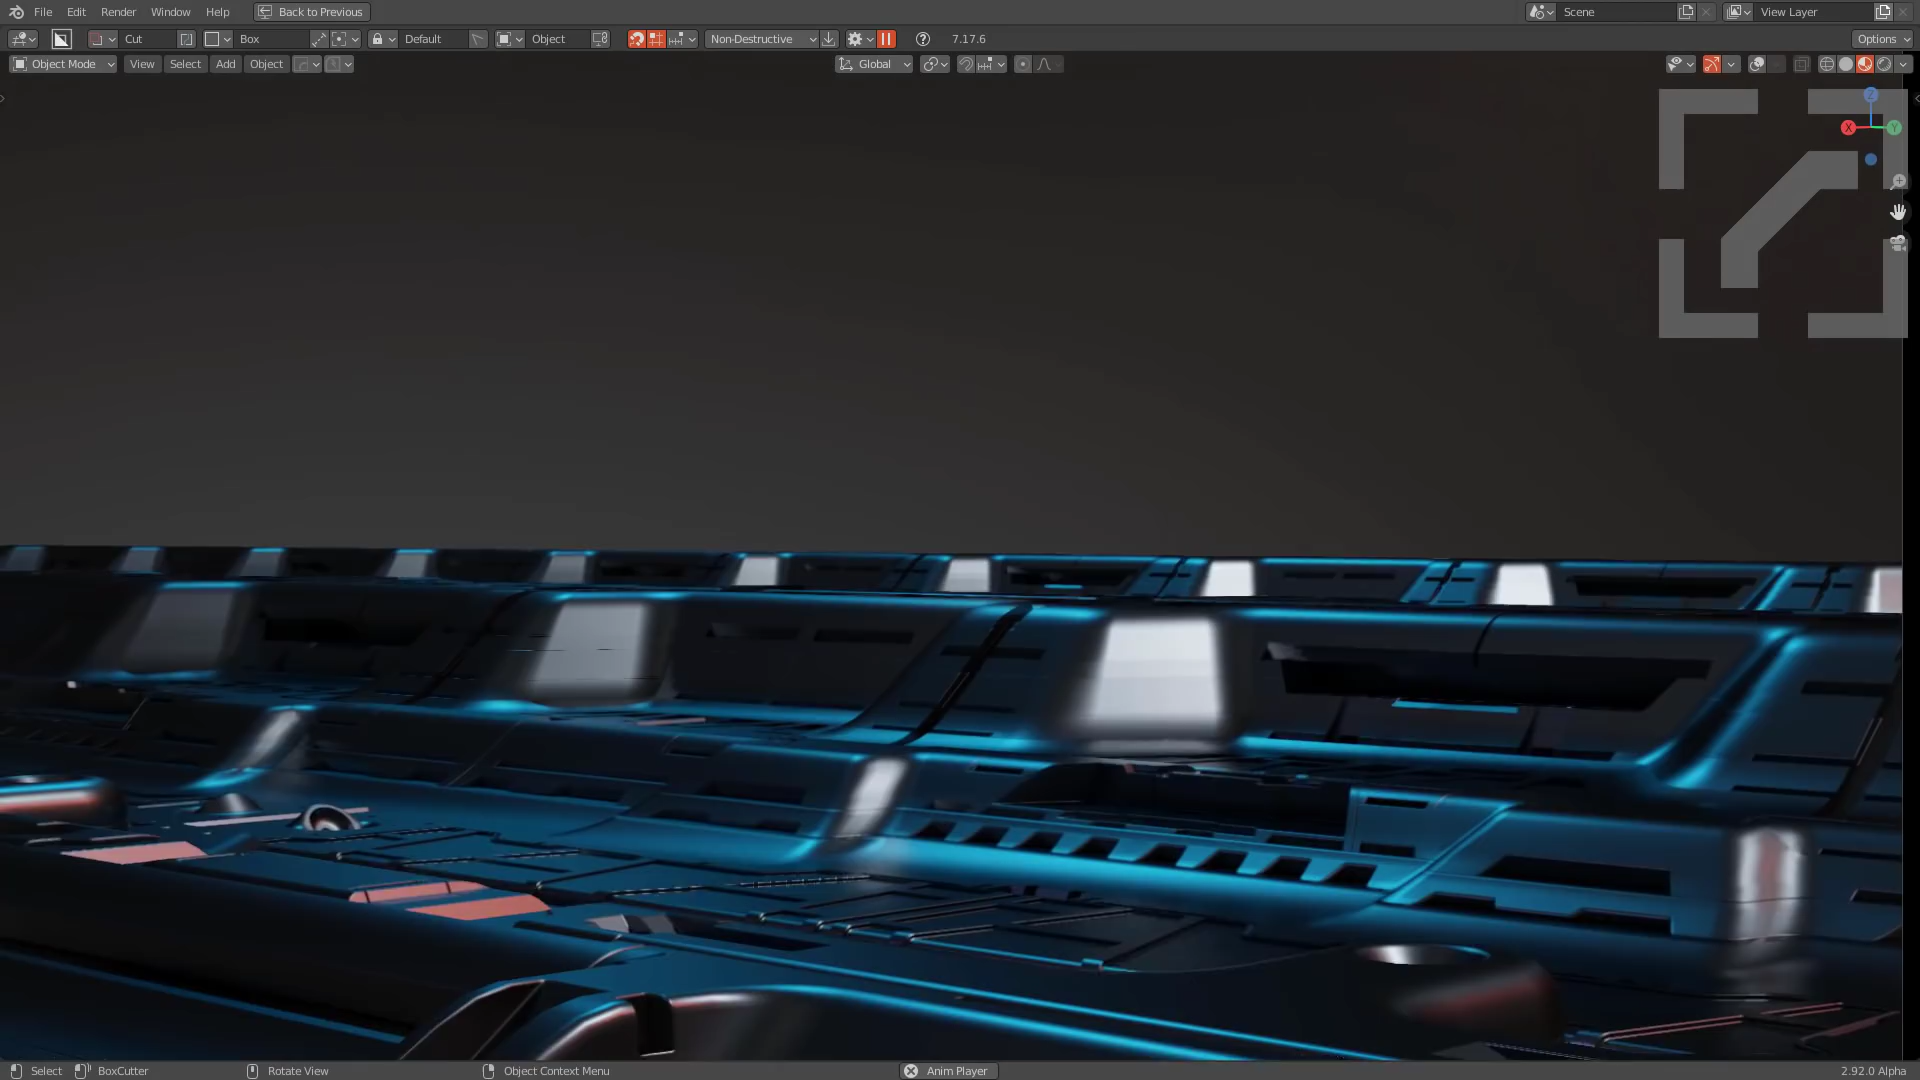 File Edit Render Window Help Back to Previous Scene View Layer
Cut Box Default Object Non-Destructive 7.17.6 Options
Object Mode View Select Add Object Global
Z
X Y
Select BoxCutter Rotate View Object Context Menu Anim Player 2.92.0 Alpha